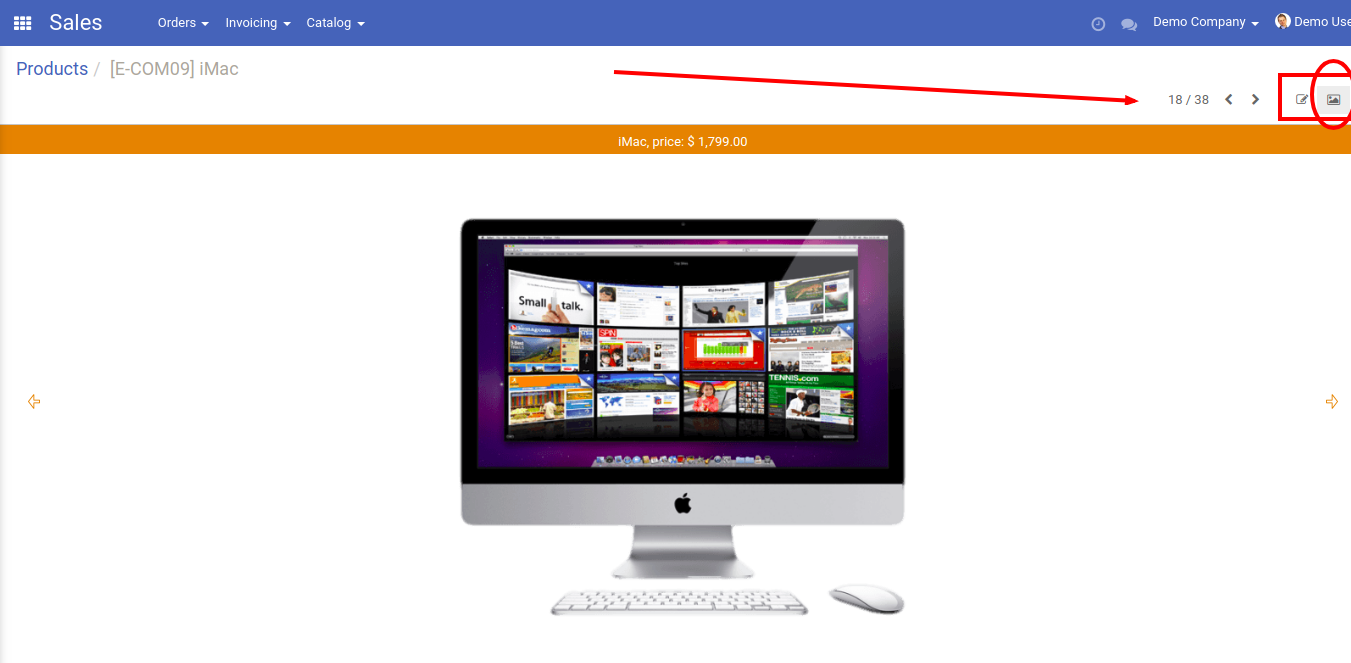 Sales Orders Invoicing Catalog Demo Company Demo Use
Products / [E-COM09] iMac
18 / 38
iMac, price: $ 1,799.00
Small talk.
SPIN
TENNIS.com